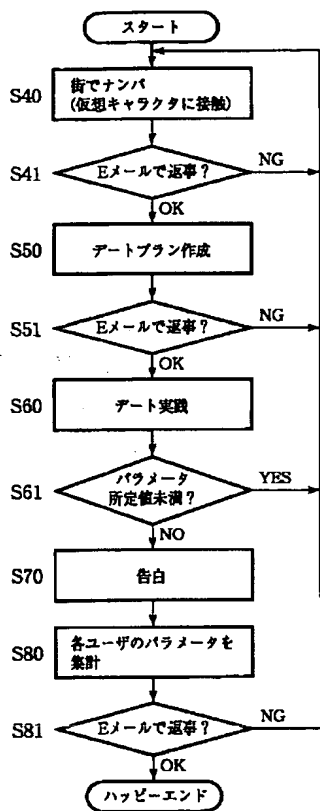 スタート
S40
街でナンパ
(仮想キャラクタに接触)
S41
Eメールで返事?
NG
OK
S50
デートプラン作成
S51
Eメールで返事?
NG
OK
S60
デート実践
S61
パラメータ
所定値未満?
YES
NO
S70
告白
S80
各ユーザのパラメータを
集計
S81
Eメールで返事?
NG
OK
ハッピーエンド